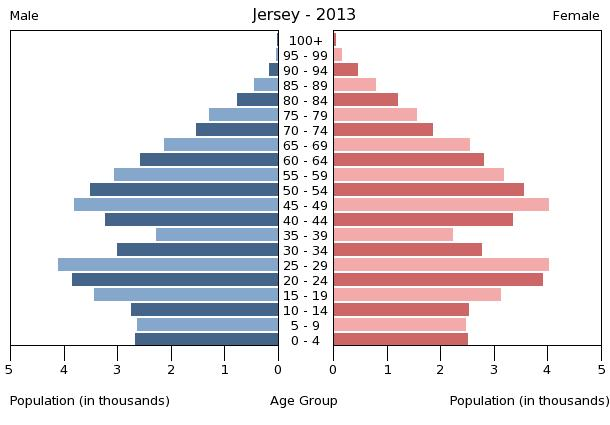 Jersey - 2013
Male
Female
100+
95 - 99
90 - 94
85 - 89
80 - 84
75 - 79
70 - 74
65 - 69
60 - 64
55 - 59
50 - 54
45 - 49
40 - 44
35 - 39
30 - 34
25 - 29
20 - 24
15 - 19
10 - 14
5 - 9
0 - 4
5 4 3 2 1 0 0 1 2 3 4 5
Population (in thousands) Age Group Population (in thousands)